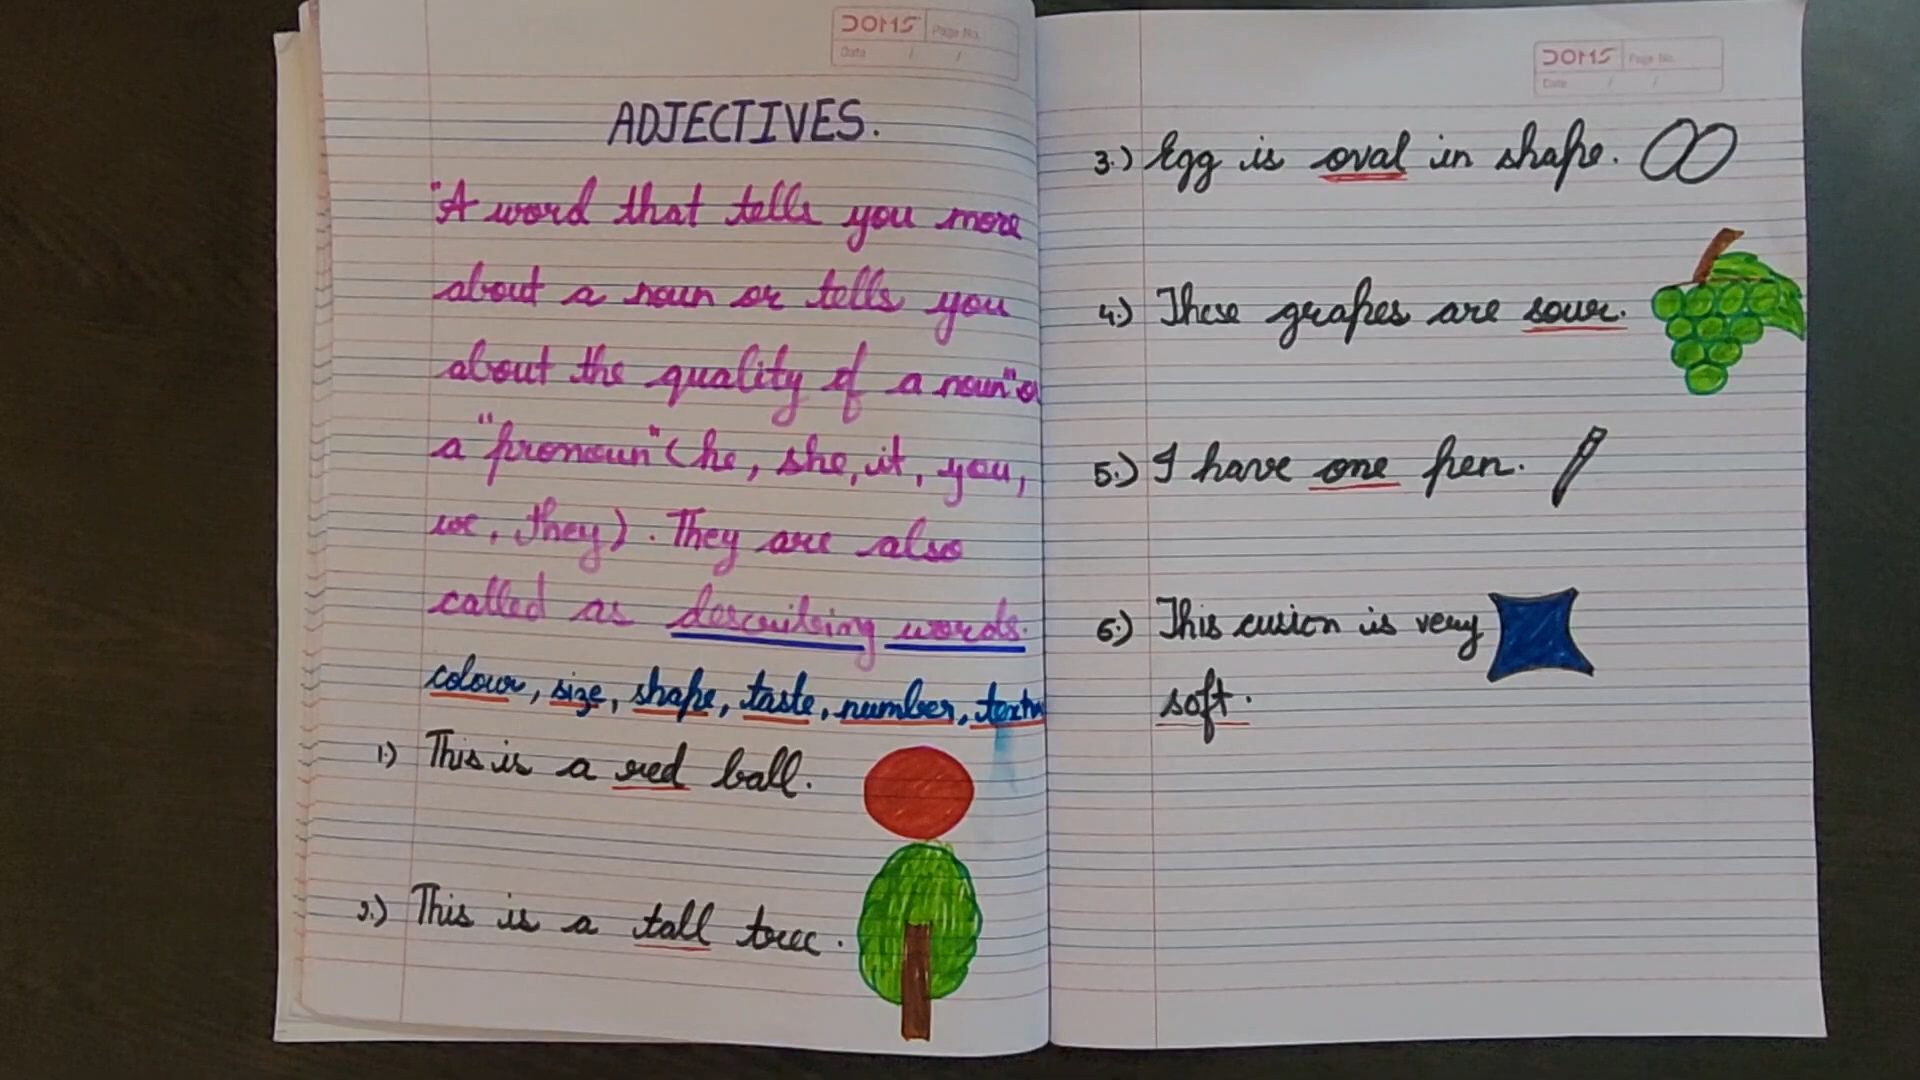 DOMS
Page No.
Date / /
ADJECTIVES.
"A word that tells you more
about a noun or tells you
about the quality of a noun" or
a "pronoun" (he, she, it, you,
we, they). They are also
called as describing words.
colour, size, shape, taste, number,
1.) This is a red ball.
2.) This is a tall tree.
DOMS
Page No.
Date / /
3.) Egg is oval in shape.
4.) These grapes are sour.
5.) I have one pen.
6.) This cusion is very
soft.